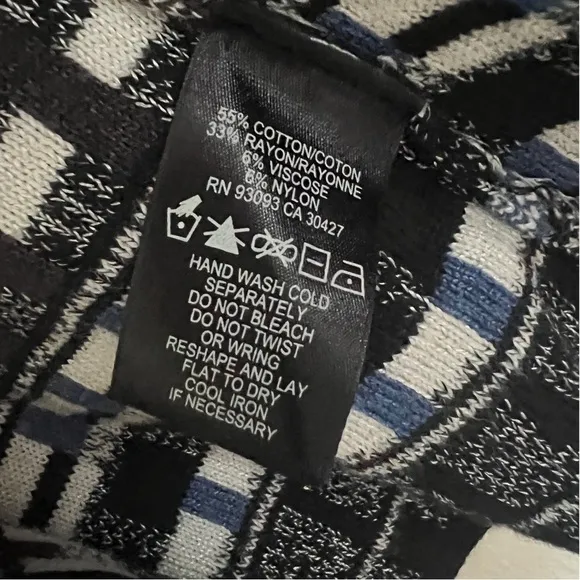 55% COTTON/COTON
33% RAYON/RAYONNE
6% VISCOSE
6% NYLON
RN 93093 CA 30427
HAND WASH COLD
SEPARATELY
DO NOT BLEACH
DO NOT TWIST
OR WRING
RESHAPE AND LAY
FLAT TO DRY
COOL IRON
IF NECESSARY